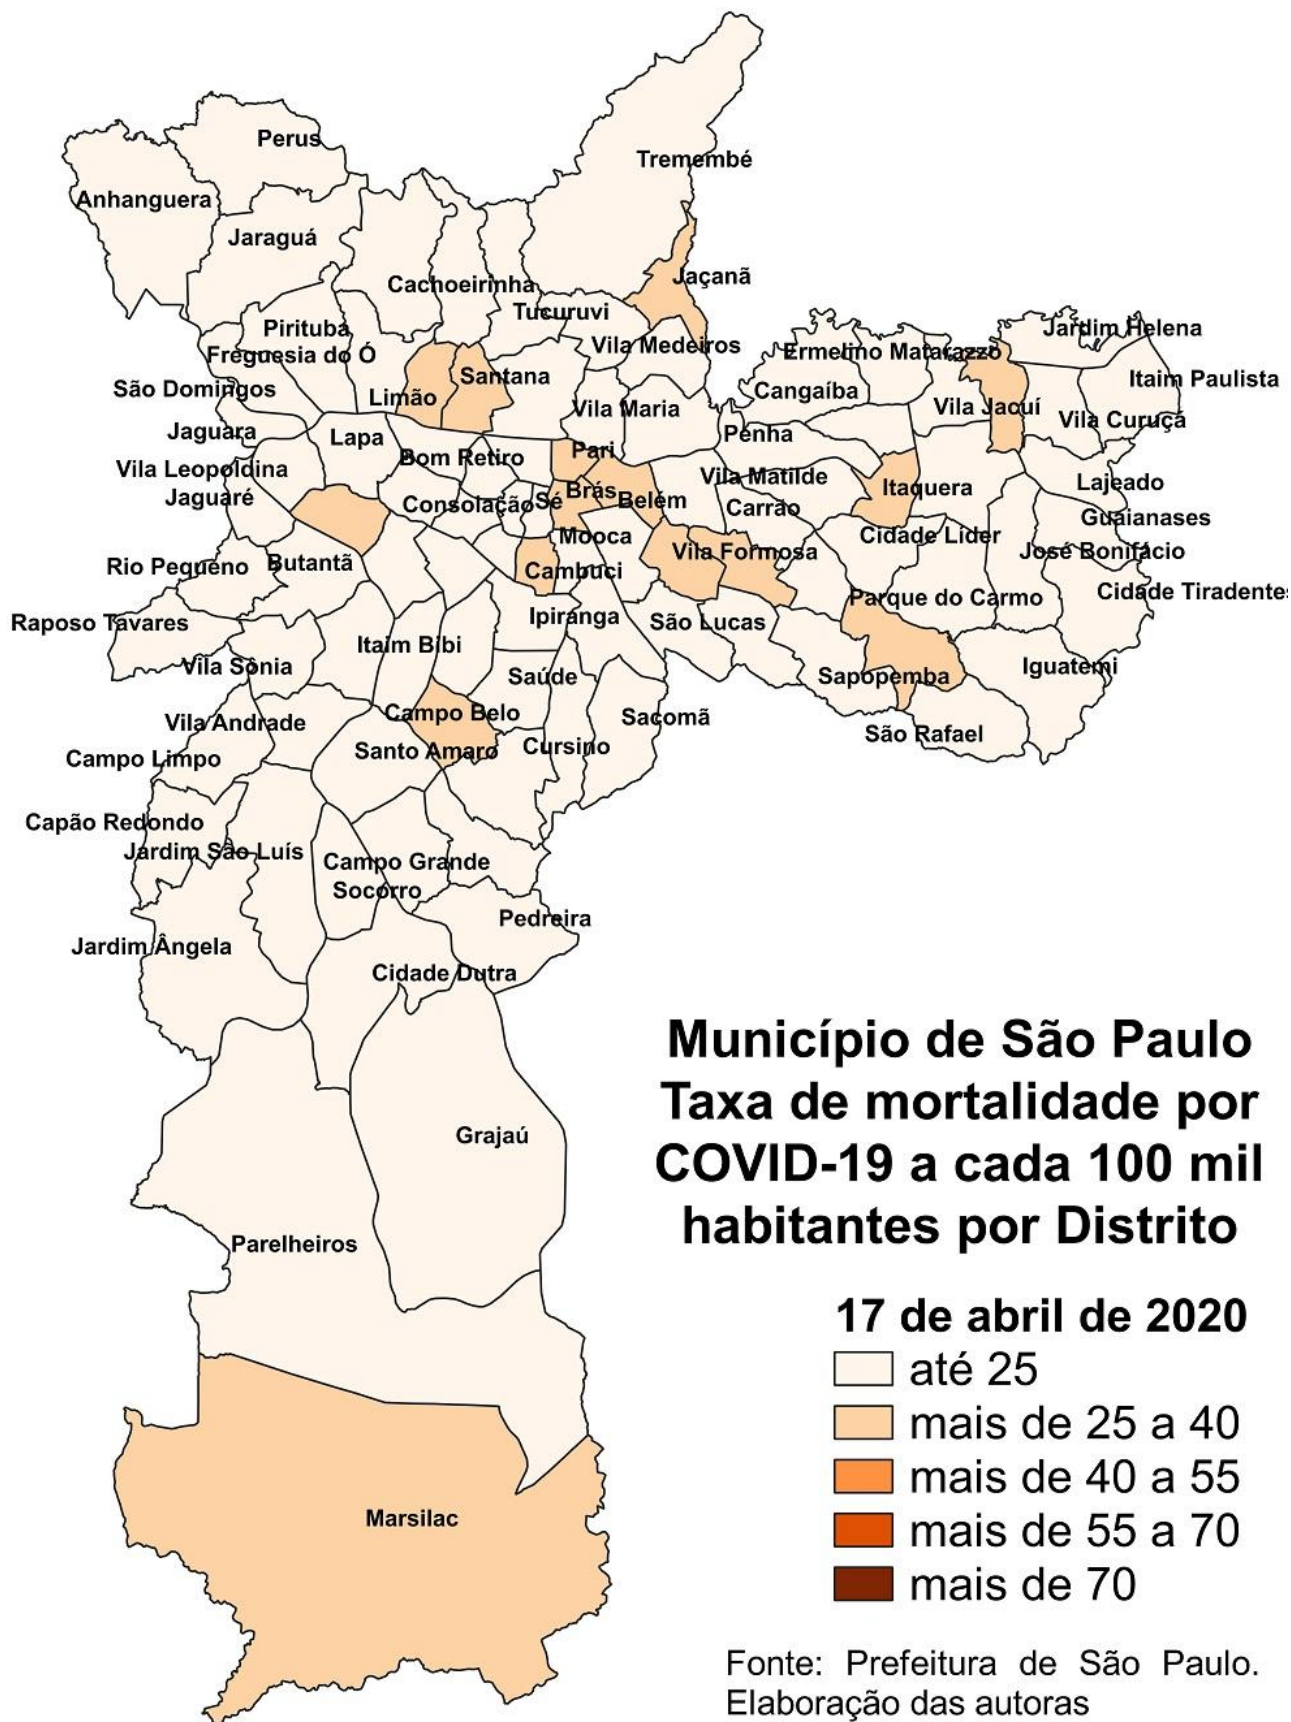 Perus
Tremembé
Anhanguera
Jaraguá
Jaçanã
Cachoeirinha
Tucuruvi
Pirituba
Jardim Helena
Vila Medeiros
Freguesia do Ó
Ermelino Matarazzo
Santana
Itaim Paulista
São Domingos
Cangaíba
Limão
Vila Maria
Vila Jacuí
Vila Curuçá
Jaguara
Lapa
Penha
Pari
Bom Retiro
Vila Leopoldina
Vila Matilde
Lajeado
Itaquera
Brás
Jaguaré
Belém
Consolação
Sé
Carrão
Guaianases
Mooca
Cidade Lider
Vila Formosa
José Bonifácio
Butantã
Rio Pequeno
Cambuci
Cidade Tiradentes
Parque do Carmo
Ipiranga
Raposo Tavares
São Lucas
Itaim Bibi
Vila Sônia
Iguatemi
Saúde
Sapopemba
Campo Belo
Sacomã
Vila Andrade
São Rafael
Cursino
Santo Amaro
Campo Limpo
Capão Redondo
Jardim São Luís
Campo Grande
Socorro
Pedreira
Jardim Ângela
Cidade Dutra
Município de São Paulo
Taxa de mortalidade por
COVID-19 a cada 100 mil
habitantes por Distrito
Grajaú
Parelheiros
17 de abril de 2020
até 25
mais de 25 a 40
mais de 40 a 55
mais de 55 a 70
mais de 70
Marsilac
Fonte: Prefeitura de São Paulo.
Elaboração das autoras